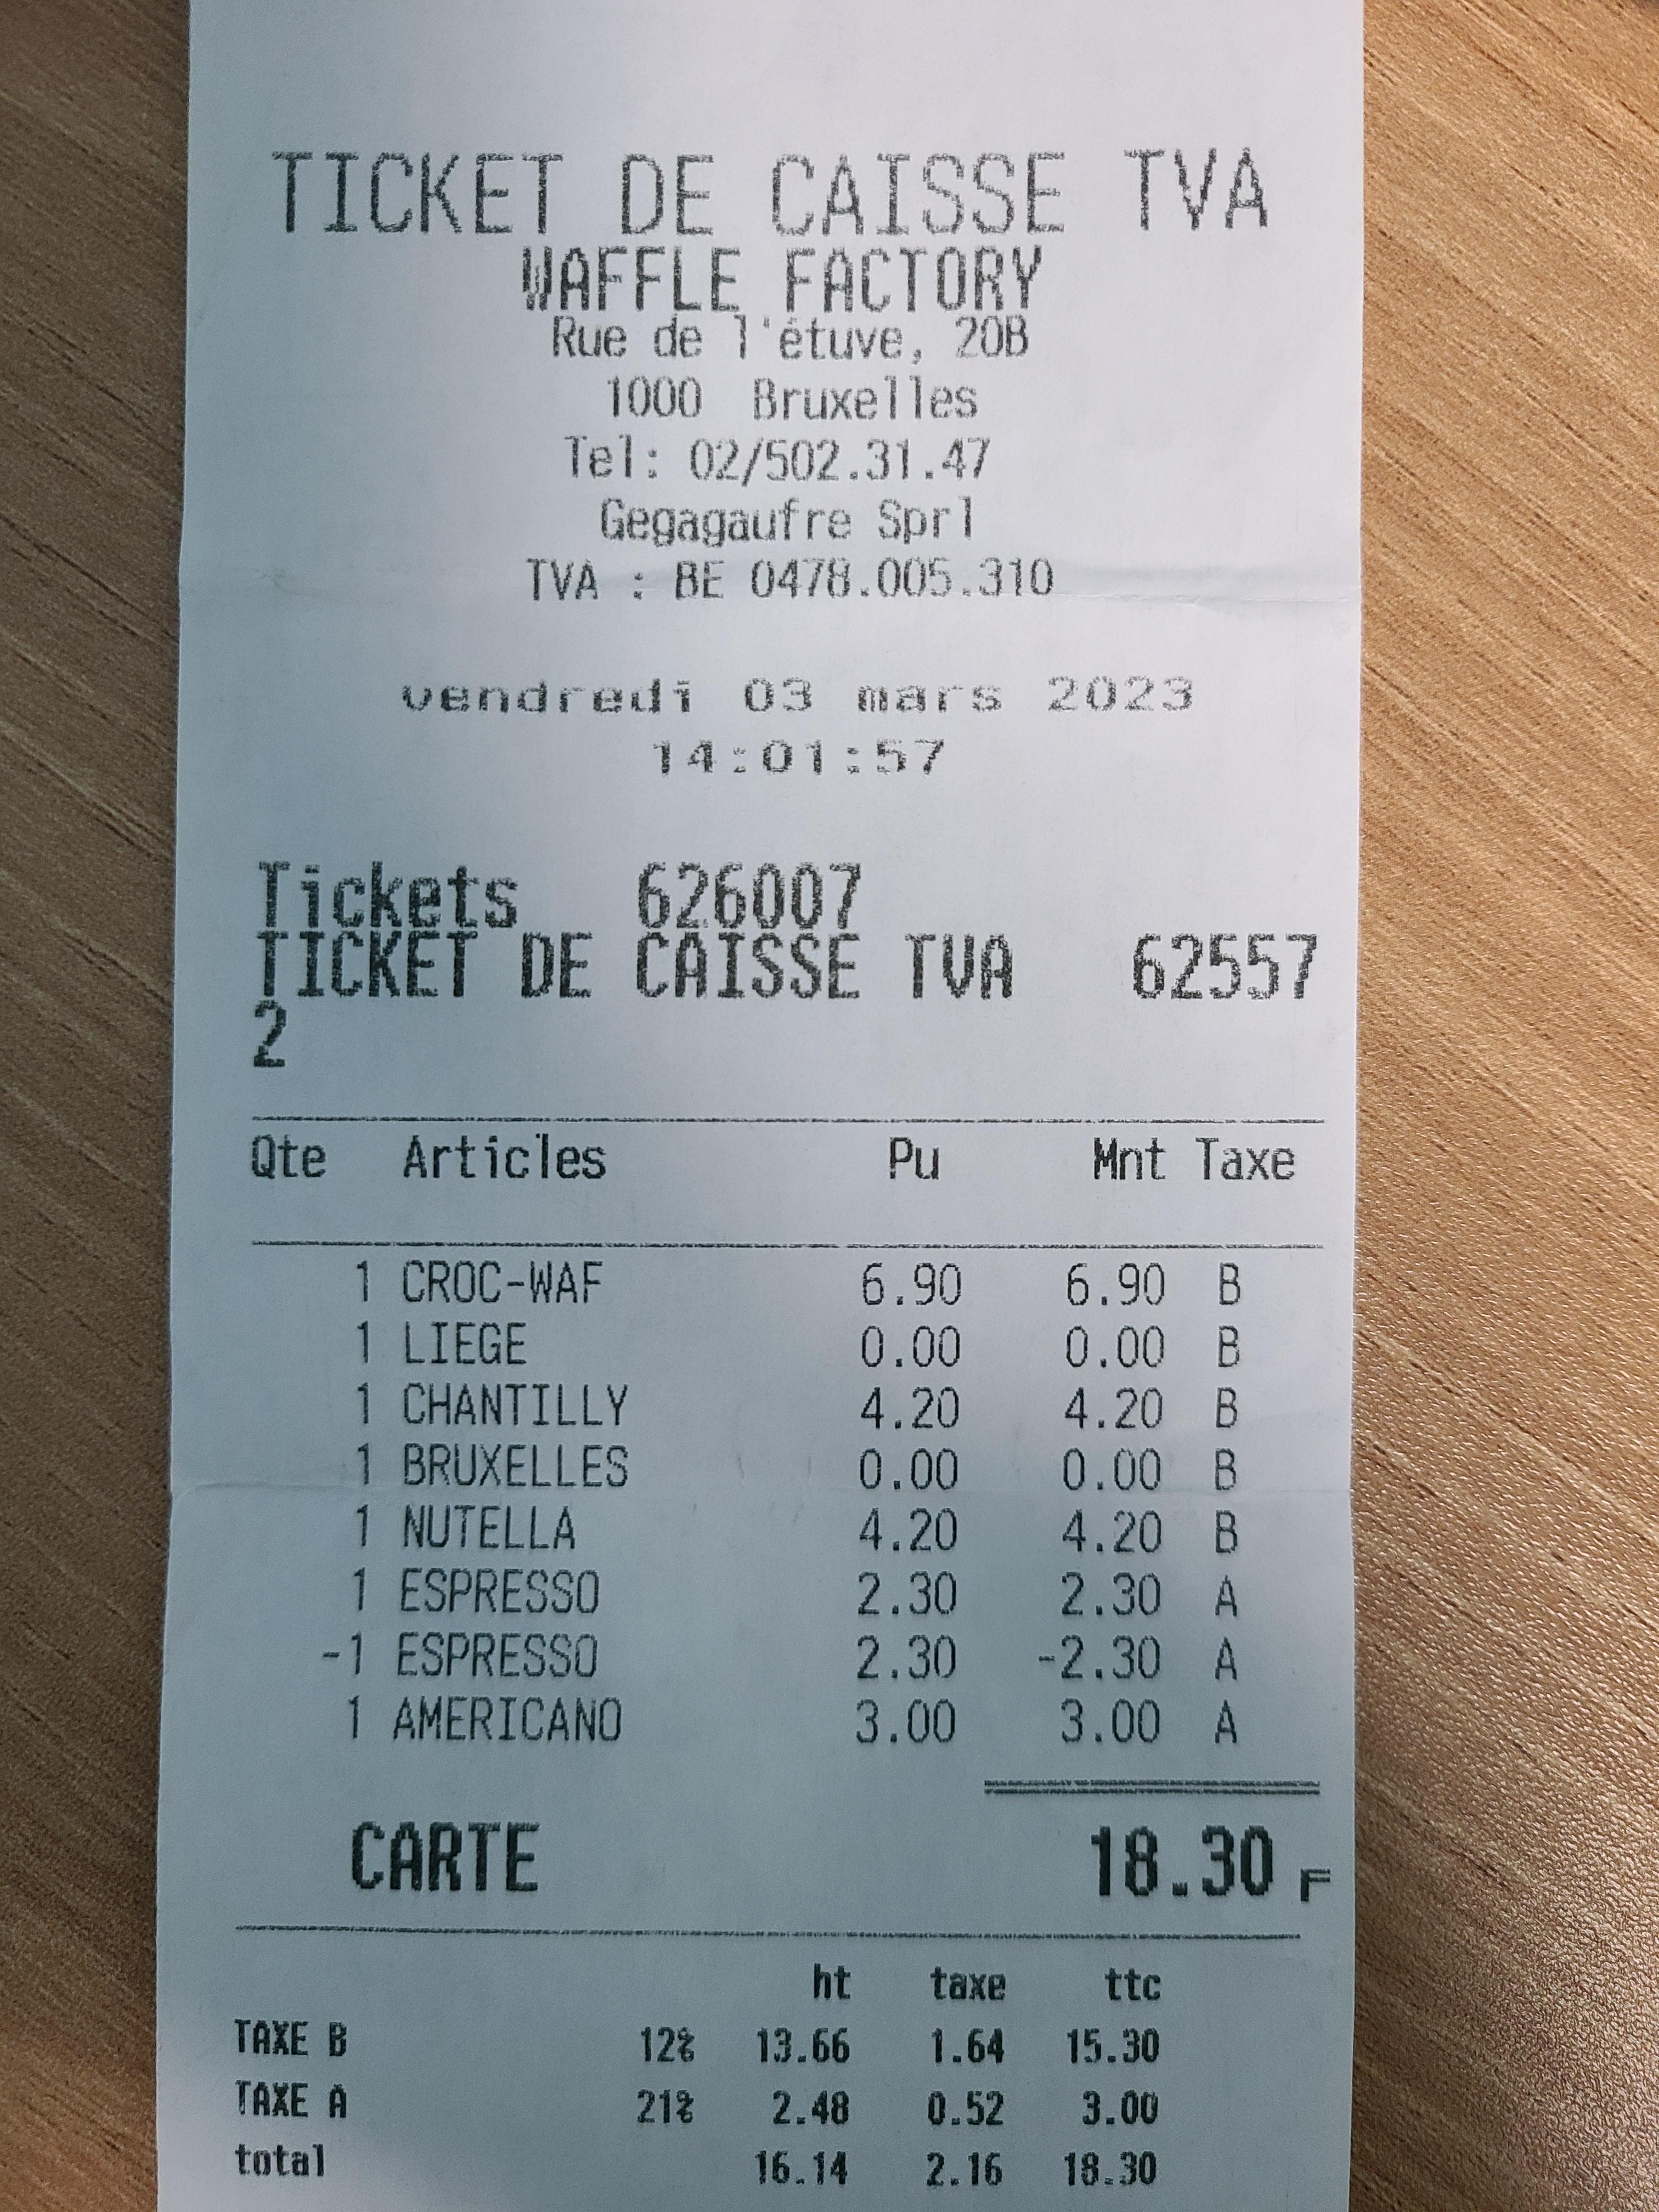 TICKET DE CAISSE TVA
WAFFLE FACTORY
Rue de l'étuve, 20B
1000 Bruxelles
Tel: 02/502.31.47
Gegagaufre Sprl
TVA : BE 0478.005.310
vendredi 03 mars 2023
14:01:57
Tickets 626007
TICKET DE CAISSE TVA 62557
2
Qte Articles Pu Mnt Taxe
1 CROC-WAF 6.90 6.90 B
1 LIEGE 0.00 0.00 B
1 CHANTILLY 4.20 4.20 B
1 BRUXELLES 0.00 0.00 B
1 NUTELLA 4.20 4.20 B
1 ESPRESSO 2.30 2.30 A
-1 ESPRESSO 2.30 -2.30 A
1 AMERICANO 3.00 3.00 A
CARTE 18.30 F
ht taxe ttc
TAXE B 12% 13.66 1.64 15.30
TAXE A 21% 2.48 0.52 3.00
total 16.14 2.16 18.30